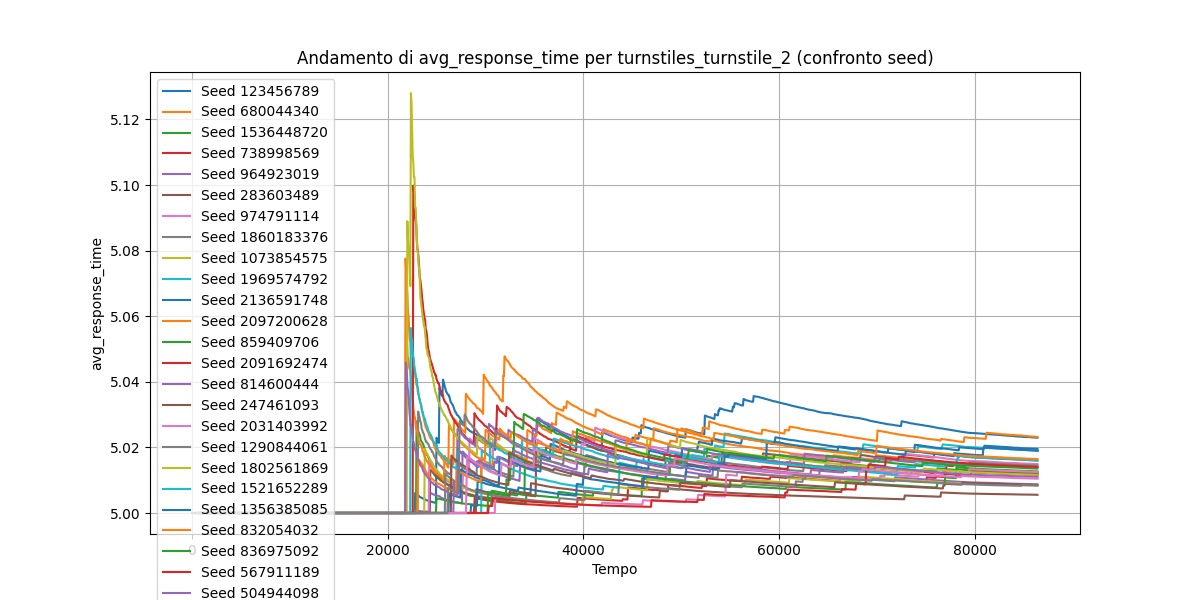 Andamento di avg_response_time per turnstiles_turnstile_2 (confronto seed)
5.12
5.10
5.08
5.06
5.04
5.02
5.00
avg_response_time
Seed 123456789
Seed 680044340
Seed 1536448720
Seed 738998569
Seed 964923019
Seed 283603489
Seed 974791114
Seed 1860183376
Seed 1073854575
Seed 1969574792
Seed 2136591748
Seed 2097200628
Seed 859409706
Seed 2091692474
Seed 814600444
Seed 247461093
Seed 2031403992
Seed 1290844061
Seed 1802561869
Seed 1521652289
Seed 1356385085
Seed 832054032
Seed 836975092
Seed 567911189
Seed 504944098
0
20000
40000
60000
80000
Tempo